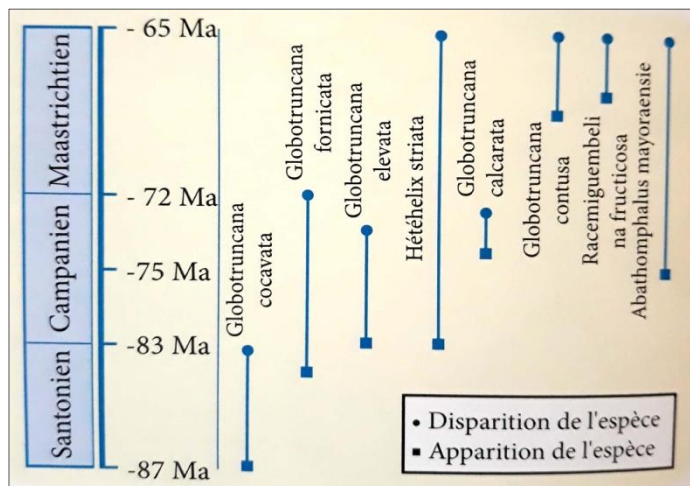 Maastrichtien
Campanien
Santonien
- 65 Ma
- 72 Ma
- 75 Ma
-83 Ma
-87 Ma
Globotruncana
cocavata
Globotruncana
fornicata
Globotruncana
elevata
Hétéhelix striata
Globotruncana
calcarata
Globotruncana
contusa
Racemiguembeli
na fructicosa
Abathomphalus mayoraensie
• Disparition de l'espèce
■ Apparition de l'espèce